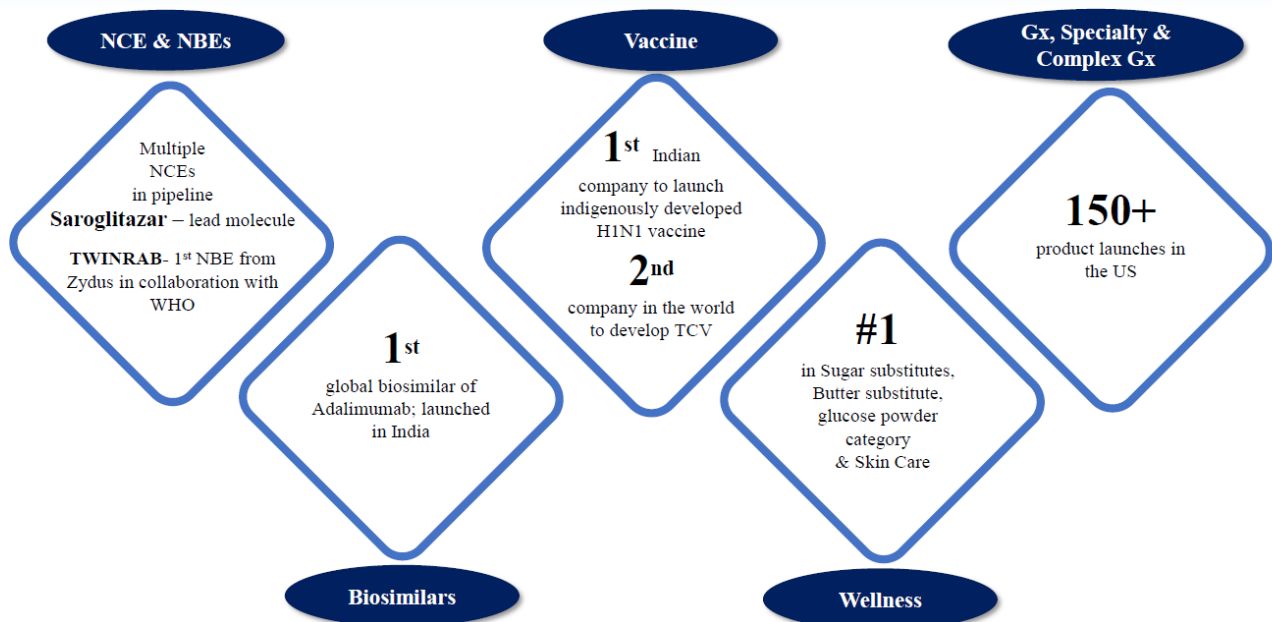 NCE & NBEs
Multiple
NCEs
in pipeline
Saroglitazar – lead molecule
TWINRAB- 1st NBE from
Zydus in collaboration with
WHO
1st
global biosimilar of
Adalimumab; launched
in India
Biosimilars
Vaccine
1st Indian
company to launch
indigenously developed
H1N1 vaccine
2nd
company in the world
to develop TCV
#1
in Sugar substitutes,
Butter substitute,
glucose powder
category
& Skin Care
Wellness
Gx, Specialty &
Complex Gx
150+
product launches in
the US